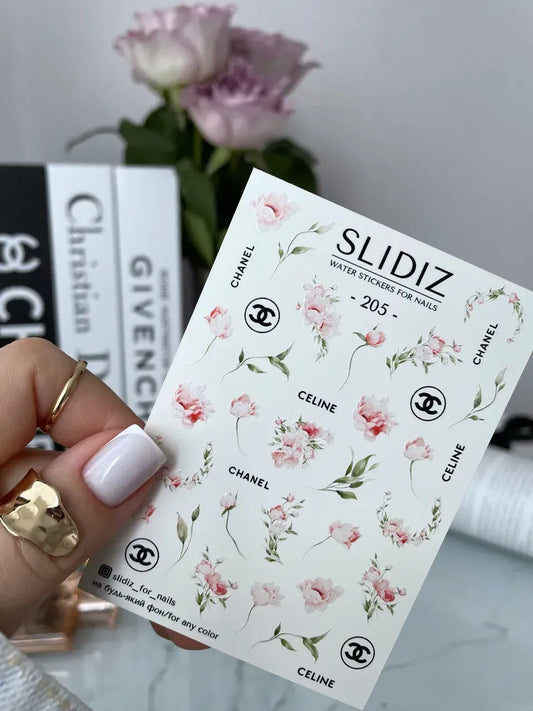 SLIDIZ
WATER STICKERS FOR NAILS
- 205 -
CHANEL
CHANEL
CELINE
CELINE
CHANEL
CELINE
slidiz_for_nails
на будь-який фон/for any color
Christian
GIVENCHY